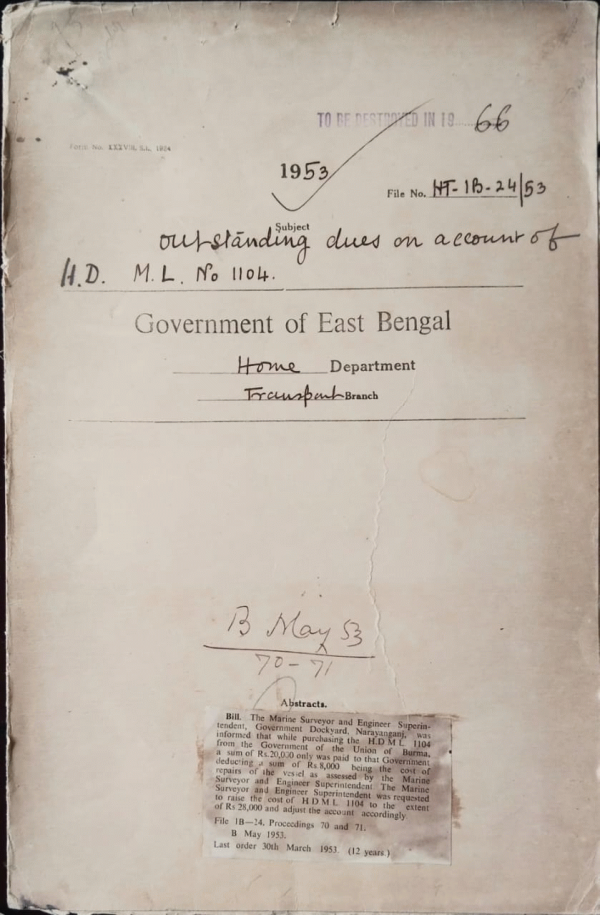 TO BE DESTROYED IN 19 66
1953
File No. HT-1B-24/53
Subject
outstanding dues on account of
H.D. M.L. No 1104.
Government of East Bengal
Home Department
Transport Branch
B May 53
70-71
Abstracts.
Bill. The Marine Surveyor and Engineer Superin-
tendent, Government Dockyard, Narayanganj, was
informed that while purchasing the H.D M L 1104
from the Government of the Union of Burma,
a sum of Rs.20,000 only was paid to that Government
deducting a sum of Rs 8,000 being the cost of
repairs of the vessel as assessed by the Marine
Surveyor and Engineer Superintendent The Marine
Surveyor and Engineer Superintendent was requested
to raise the cost of H D M L 1104 to the extent
of Rs 28,000 and adjust the account accordingly
File 1B—24, Proceedings 70 and 71.
B May 1953.
Last order 30th March 1953. (12 years.)